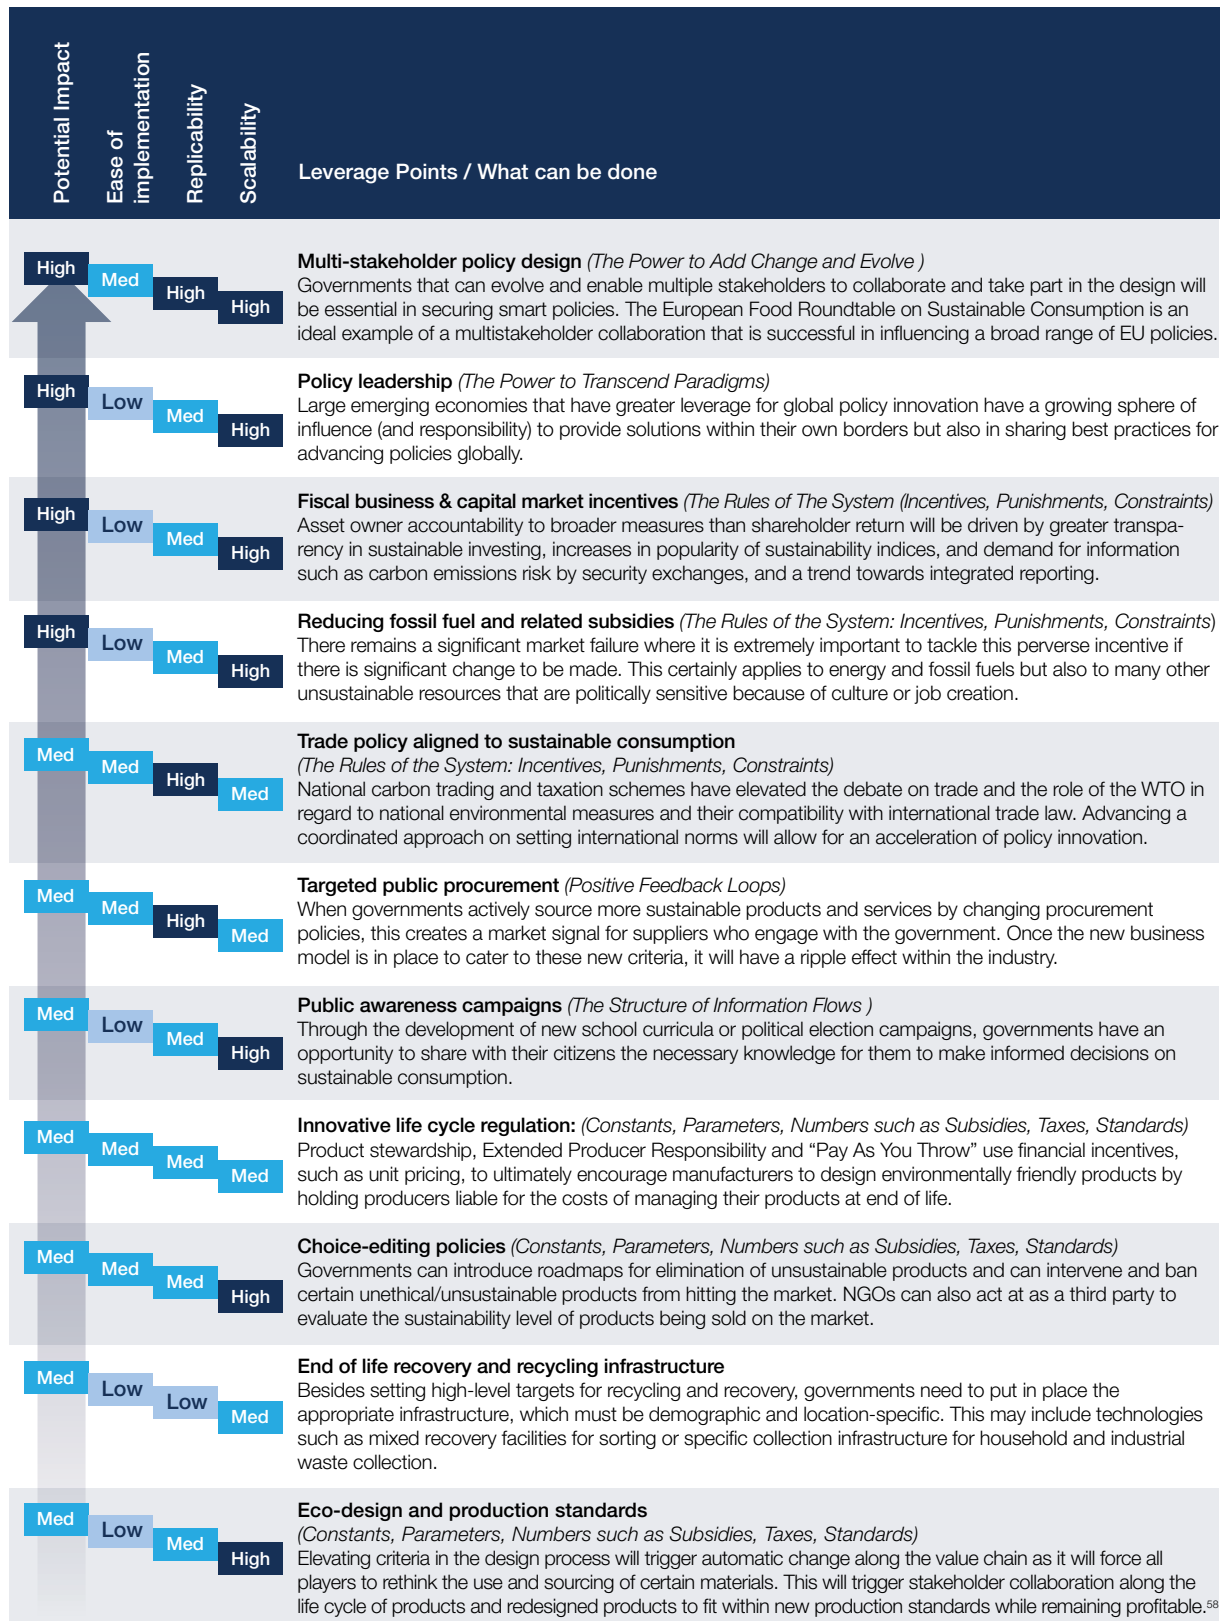 Potential Impact
Ease of
implementation
Replicability
Scalability
Leverage Points / What can be done
High
Med
High
High
Multi-stakeholder policy design (The Power to Add Change and Evolve )
Governments that can evolve and enable multiple stakeholders to collaborate and take part in the design will
be essential in securing smart policies. The European Food Roundtable on Sustainable Consumption is an
ideal example of a multistakeholder collaboration that is successful in influencing a broad range of EU policies.
High
Low
Med
High
Policy leadership (The Power to Transcend Paradigms)
Large emerging economies that have greater leverage for global policy innovation have a growing sphere of
influence (and responsibility) to provide solutions within their own borders but also in sharing best practices for
advancing policies globally.
High
Low
Med
High
Fiscal business & capital market incentives (The Rules of The System (Incentives, Punishments, Constraints)
Asset owner accountability to broader measures than shareholder return will be driven by greater transpa-
rency in sustainable investing, increases in popularity of sustainability indices, and demand for information
such as carbon emissions risk by security exchanges, and a trend towards integrated reporting.
High
Low
Med
High
Reducing fossil fuel and related subsidies (The Rules of the System: Incentives, Punishments, Constraints)
There remains a significant market failure where it is extremely important to tackle this perverse incentive if
there is significant change to be made. This certainly applies to energy and fossil fuels but also to many other
unsustainable resources that are politically sensitive because of culture or job creation.
Med
Med
High
Med
Trade policy aligned to sustainable consumption
(The Rules of the System: Incentives, Punishments, Constraints)
National carbon trading and taxation schemes have elevated the debate on trade and the role of the WTO in
regard to national environmental measures and their compatibility with international trade law. Advancing a
coordinated approach on setting international norms will allow for an acceleration of policy innovation.
Med
Med
High
Med
Targeted public procurement (Positive Feedback Loops)
When governments actively source more sustainable products and services by changing procurement
policies, this creates a market signal for suppliers who engage with the government. Once the new business
model is in place to cater to these new criteria, it will have a ripple effect within the industry.
Med
Low
Med
High
Public awareness campaigns (The Structure of Information Flows )
Through the development of new school curricula or political election campaigns, governments have an
opportunity to share with their citizens the necessary knowledge for them to make informed decisions on
sustainable consumption.
Med
Med
Med
Med
Innovative life cycle regulation: (Constants, Parameters, Numbers such as Subsidies, Taxes, Standards)
Product stewardship, Extended Producer Responsibility and “Pay As You Throw” use financial incentives,
such as unit pricing, to ultimately encourage manufacturers to design environmentally friendly products by
holding producers liable for the costs of managing their products at end of life.
Med
Med
Med
High
Choice-editing policies (Constants, Parameters, Numbers such as Subsidies, Taxes, Standards)
Governments can introduce roadmaps for elimination of unsustainable products and can intervene and ban
certain unethical/unsustainable products from hitting the market. NGOs can also act at as a third party to
evaluate the sustainability level of products being sold on the market.
Med
Low
Low
Med
End of life recovery and recycling infrastructure
Besides setting high-level targets for recycling and recovery, governments need to put in place the
appropriate infrastructure, which must be demographic and location-specific. This may include technologies
such as mixed recovery facilities for sorting or specific collection infrastructure for household and industrial
waste collection.
Med
Low
Med
High
Eco-design and production standards
(Constants, Parameters, Numbers such as Subsidies, Taxes, Standards)
Elevating criteria in the design process will trigger automatic change along the value chain as it will force all
players to rethink the use and sourcing of certain materials. This will trigger stakeholder collaboration along the
life cycle of products and redesigned products to fit within new production standards while remaining profitable.58